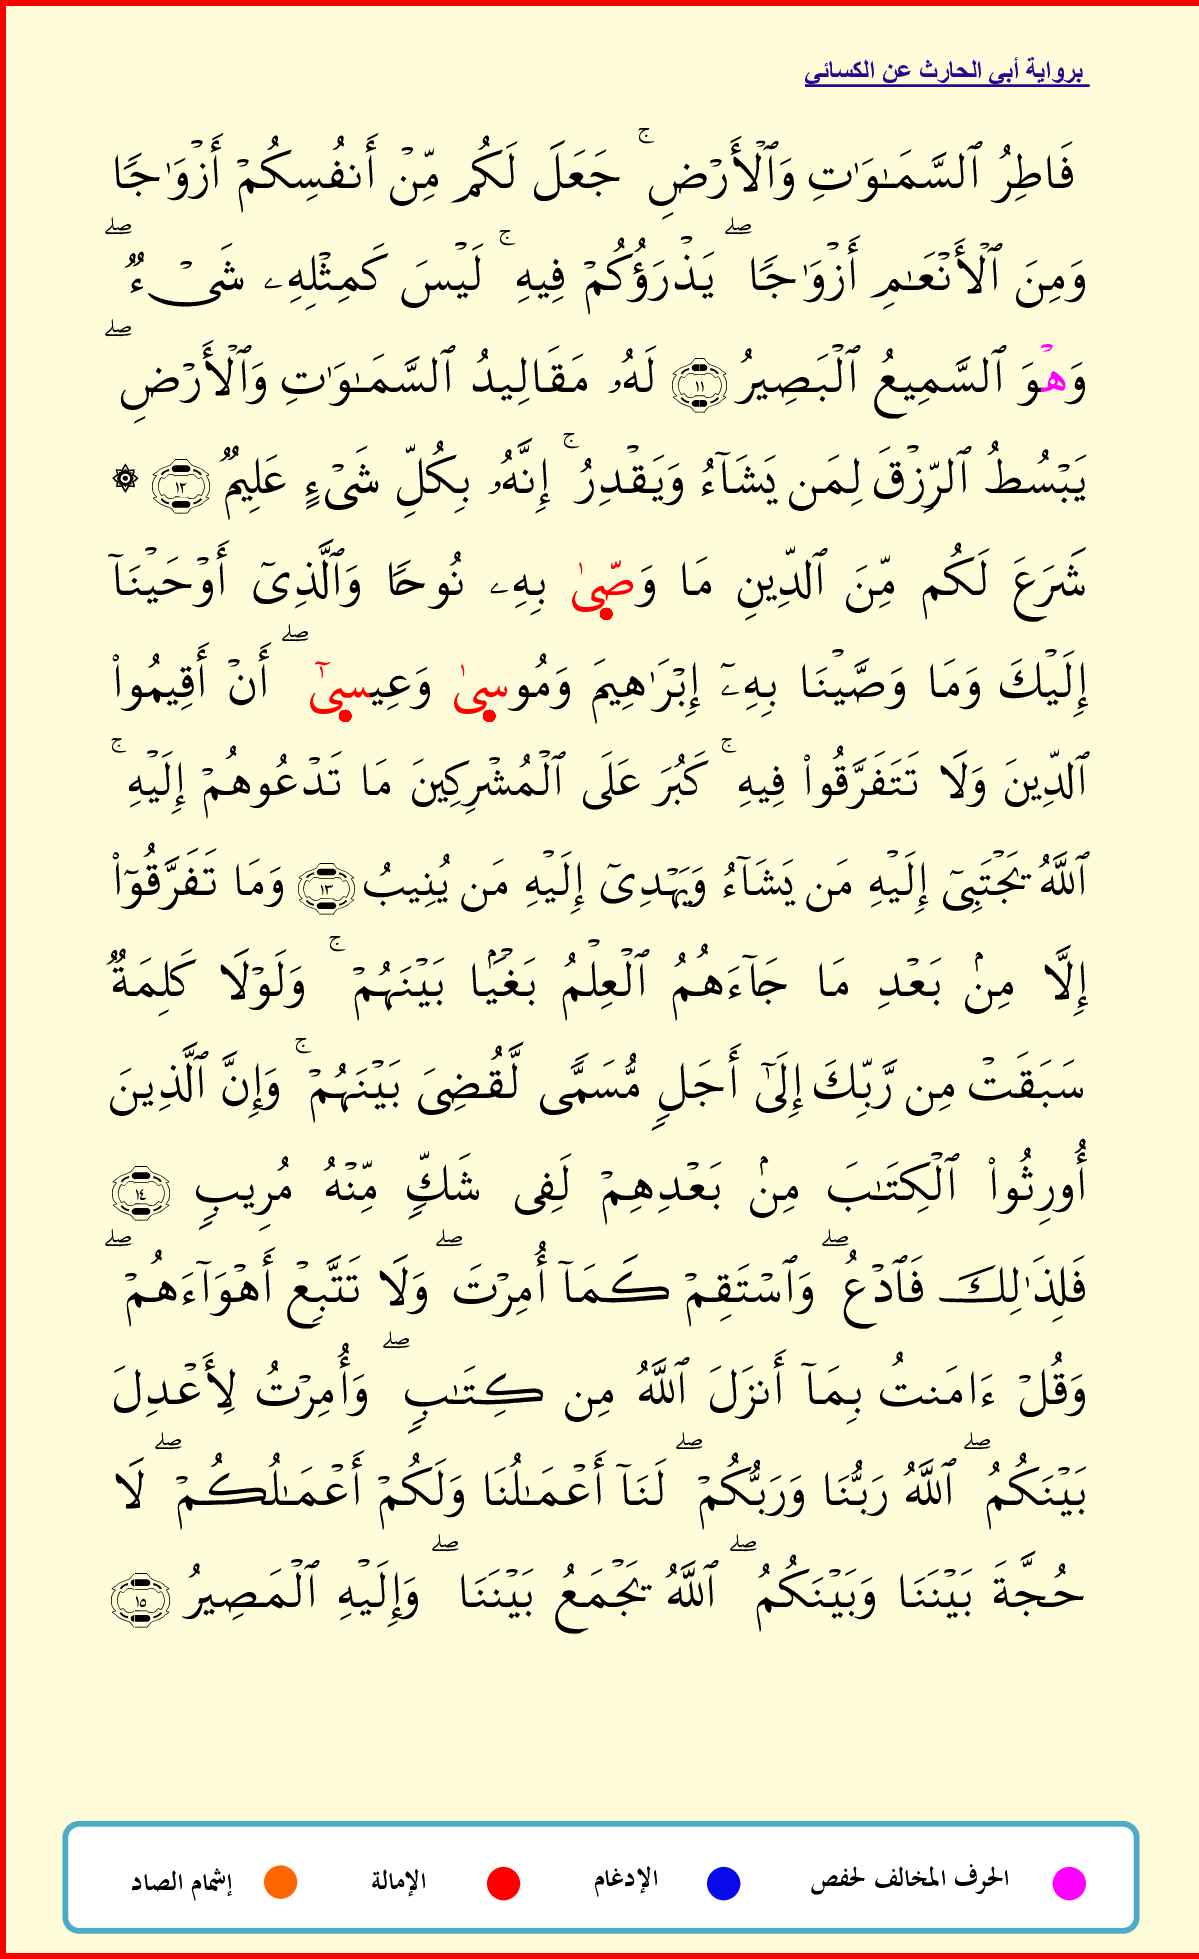 برواية أبي الحارث عن الكسائي
فَاطِرُ ٱلسَّمَـٰوَٰتِ وَٱلۡأَرۡضِۚ جَعَلَ لَكُم مِّنۡ أَنفُسِكُمۡ أَزۡوَٰجٗا
وَمِنَ ٱلۡأَنۡعَـٰمِ أَزۡوَٰجٗاۖ يَذۡرَؤُكُمۡ فِيهِۚ لَيۡسَ كَمِثۡلِهِۦ شَيۡءٞۖ
وَهۡوَ ٱلسَّمِيعُ ٱلۡبَصِيرُ ١١ لَهُۥ مَقَالِيدُ ٱلسَّمَـٰوَٰتِ وَٱلۡأَرۡضِۖ
يَبۡسُطُ ٱلرِّزۡقَ لِمَن يَشَآءُ وَيَقۡدِرُۚ إِنَّهُۥ بِكُلِّ شَيۡءٍ عَلِيمٞ ١٢ ۞
شَرَعَ لَكُم مِّنَ ٱلدِّينِ مَا وَصّىٰ بِهِۦ نُوحٗا وَٱلَّذِيٓ أَوۡحَيۡنَآ
إِلَيۡكَ وَمَا وَصَّيۡنَا بِهِۦٓ إِبۡرَٰهِيمَ وَمُوسىٰ وَعِيسىٰٓۖ أَنۡ أَقِيمُواْ
ٱلدِّينَ وَلَا تَتَفَرَّقُواْ فِيهِۚ كَبُرَ عَلَى ٱلۡمُشۡرِكِينَ مَا تَدۡعُوهُمۡ إِلَيۡهِۚ
ٱللَّهُ يَجۡتَبِيٓ إِلَيۡهِ مَن يَشَآءُ وَيَهۡدِيٓ إِلَيۡهِ مَن يُنِيبُ ١٣ وَمَا تَفَرَّقُوٓاْ
إِلَّا مِنۢ بَعۡدِ مَا جَآءَهُمُ ٱلۡعِلۡمُ بَغۡيَۢا بَيۡنَهُمۡۚ وَلَوۡلَا كَلِمَةٞ
سَبَقَتۡ مِن رَّبِّكَ إِلَىٰٓ أَجَلٖ مُّسَمّٗى لَّقُضِيَ بَيۡنَهُمۡۚ وَإِنَّ ٱلَّذِينَ
أُورِثُواْ ٱلۡكِتَـٰبَ مِنۢ بَعۡدِهِمۡ لَفِي شَكّٖ مِّنۡهُ مُرِيبٖ ١٤
فَلِذَٰلِكَ فَٱدۡعُۖ وَٱسۡتَقِمۡ كَمَآ أُمِرۡتَۖ وَلَا تَتَّبِعۡ أَهۡوَآءَهُمۡۖ
وَقُلۡ ءَامَنتُ بِمَآ أَنزَلَ ٱللَّهُ مِن كِتَـٰبٖۖ وَأُمِرۡتُ لِأَعۡدِلَ
بَيۡنَكُمُۖ ٱللَّهُ رَبُّنَا وَرَبُّكُمۡۖ لَنَآ أَعۡمَـٰلُنَا وَلَكُمۡ أَعۡمَـٰلُكُمۡۖ لَا
حُجَّةَ بَيۡنَنَا وَبَيۡنَكُمُۖ ٱللَّهُ يَجۡمَعُ بَيۡنَنَاۖ وَإِلَيۡهِ ٱلۡمَصِيرُ ١٥
الحرف المخالف لحفص الإدغام الإمالة إشمام الصاد